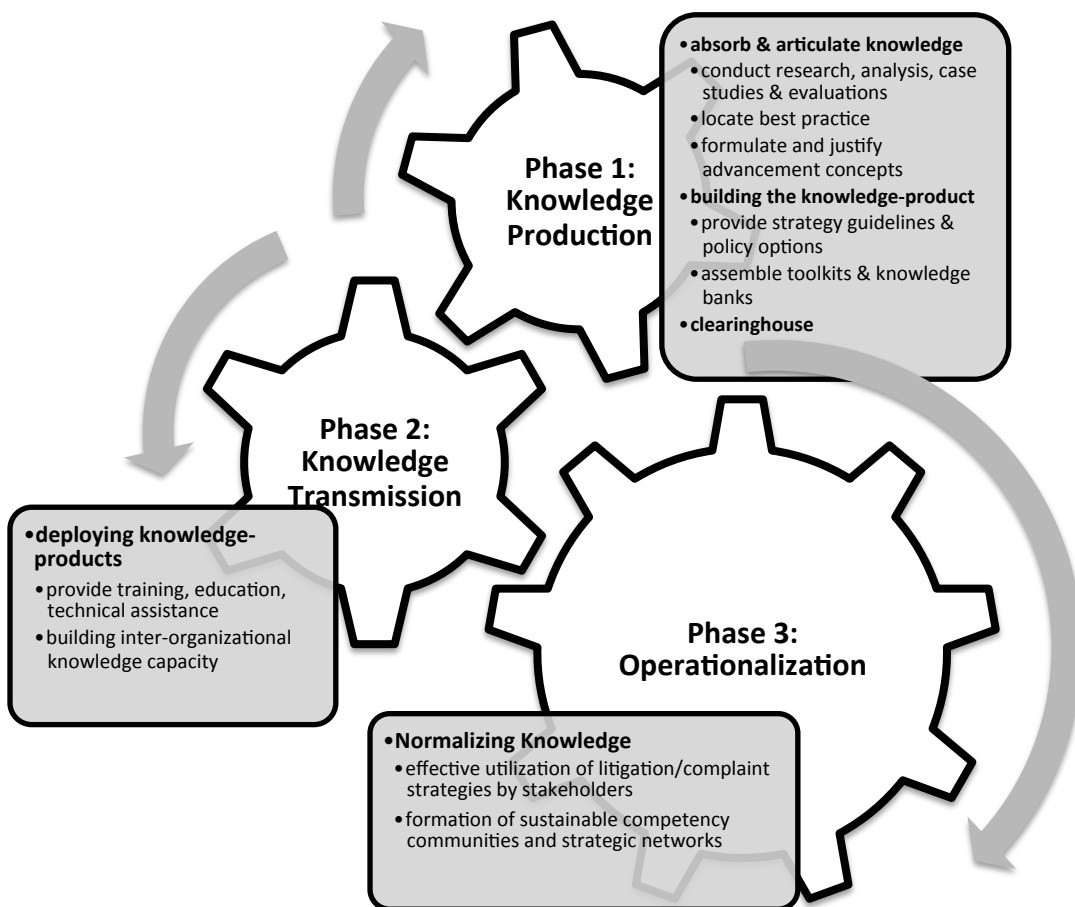 Phase 1:
Knowledge
Production
•absorb & articulate knowledge
•conduct research, analysis, case
studies & evaluations
•locate best practice
•formulate and justify
advancement concepts
•building the knowledge-product
•provide strategy guidelines &
policy options
•assemble toolkits & knowledge
banks
•clearinghouse
Phase 2:
Knowledge
Transmission
•deploying knowledge-
products
•provide training, education,
technical assistance
•building inter-organizational
knowledge capacity
Phase 3:
Operationalization
•Normalizing Knowledge
•effective utilization of litigation/complaint
strategies by stakeholders
•formation of sustainable competency
communities and strategic networks